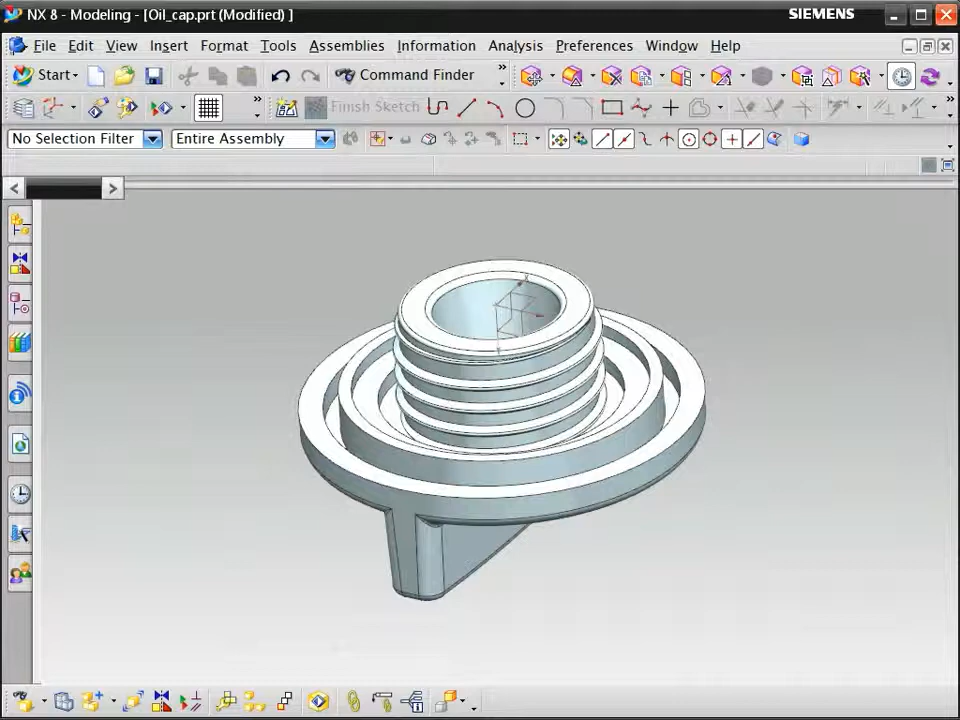 NX 8 - Modeling - [Oil_cap.prt (Modified) ]
SIEMENS
File Edit View Insert Format Tools Assemblies Information Analysis Preferences Window Help
Start Command Finder
Finish Sketch
No Selection Filter Entire Assembly